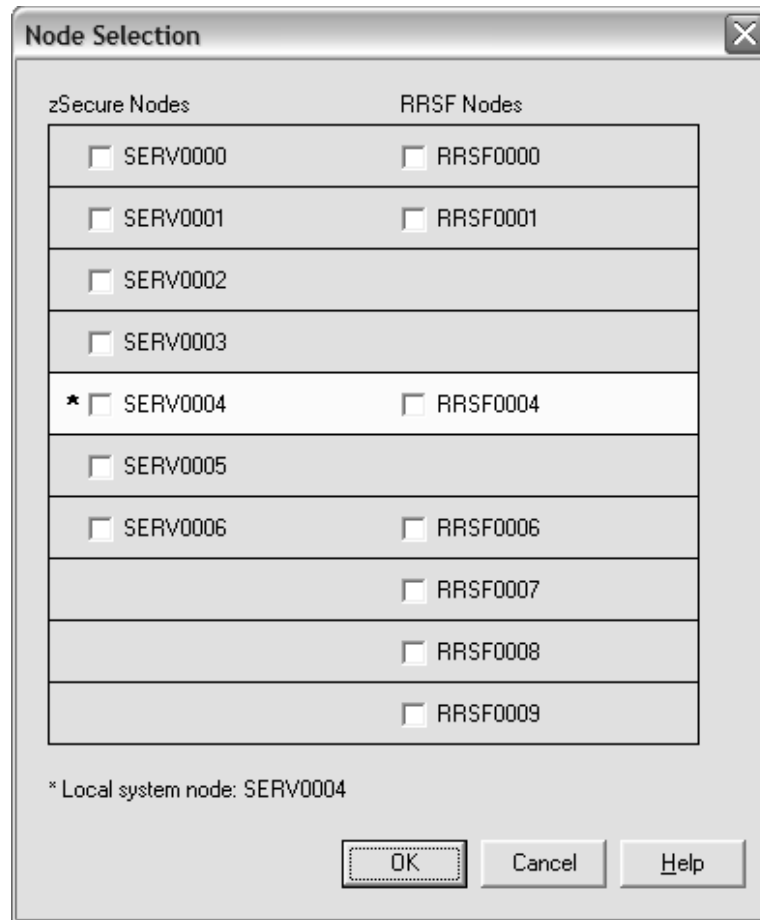 Node Selection
zSecure Nodes RRSF Nodes
SERV0000 RRSF0000
SERV0001 RRSF0001
SERV0002
SERV0003
* SERV0004 RRSF0004
SERV0005
SERV0006 RRSF0006
RRSF0007
RRSF0008
RRSF0009
* Local system node: SERV0004
OK Cancel Help